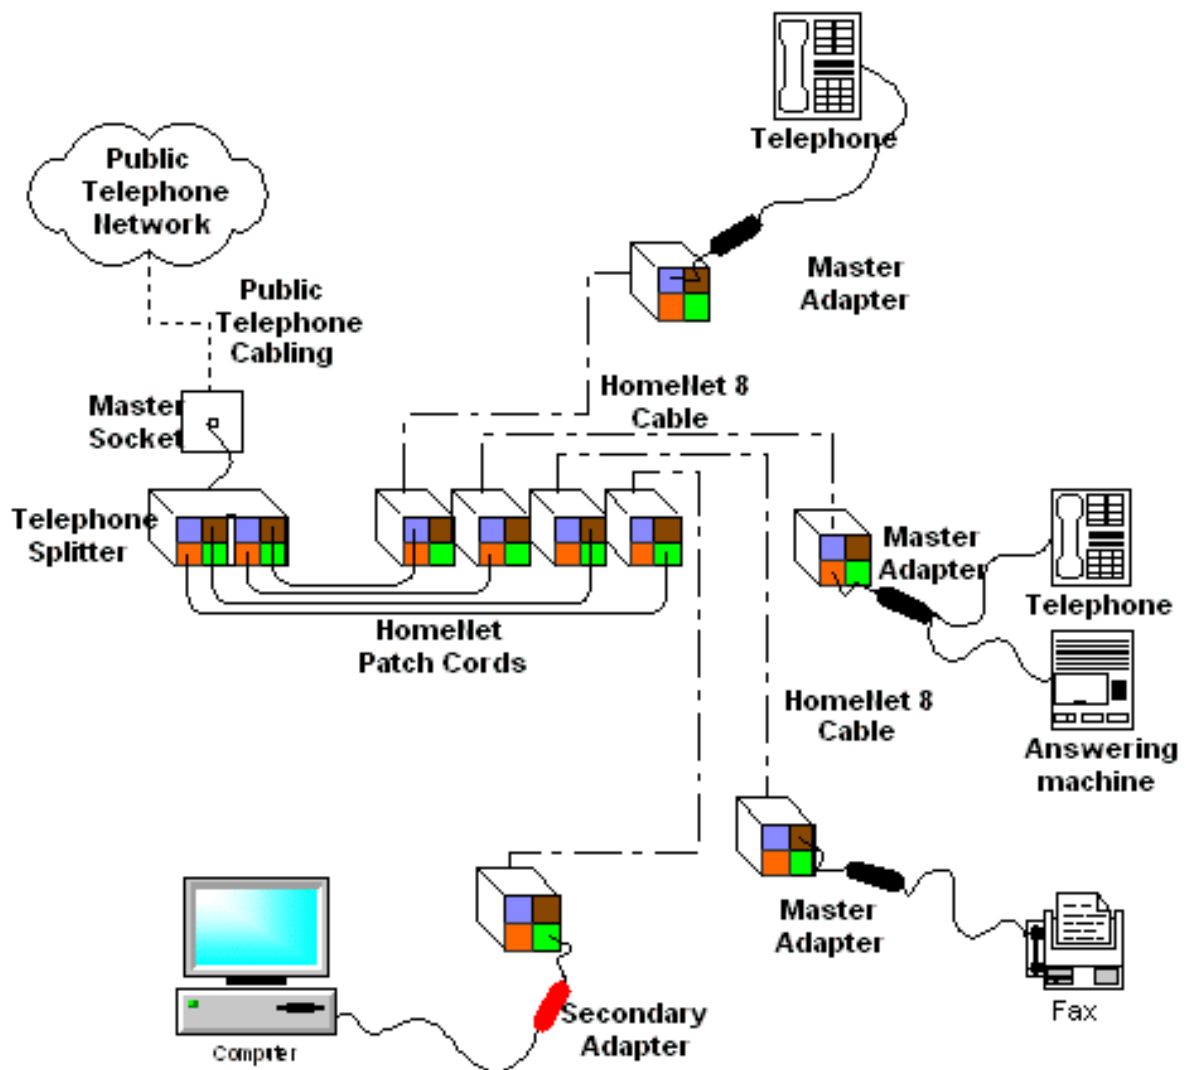 Telephone
Public
Telephone
Network
Master
Adapter
Public
Telephone
Cabling
HomeNet 8
Cable
Master
Socket
Telephone
Splitter
Master
Adapter
Telephone
HomeNet
Patch Cords
HomeNet 8
Cable
Answering
machine
Master
Adapter
Fax
Secondary
Adapter
Computer